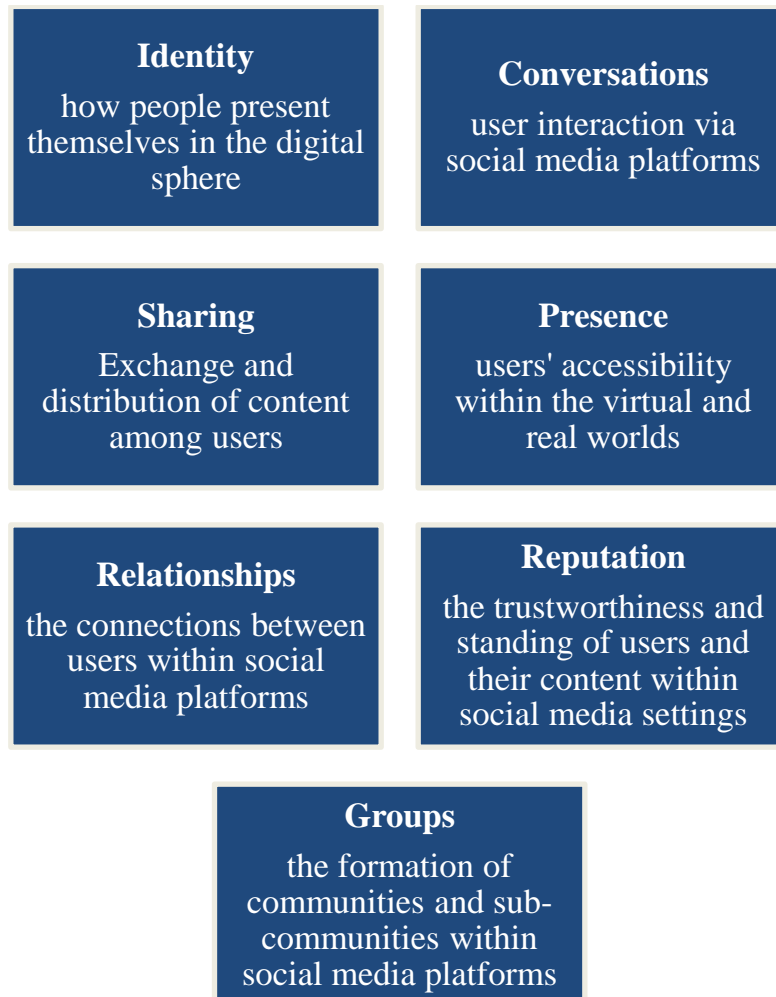 Identity
how people present
themselves in the digital
sphere
Conversations
user interaction via
social media platforms
Sharing
Exchange and
distribution of content
among users
Presence
users' accessibility
within the virtual and
real worlds
Relationships
the connections between
users within social
media platforms
Reputation
the trustworthiness and
standing of users and
their content within
social media settings
Groups
the formation of
communities and sub-
communities within
social media platforms